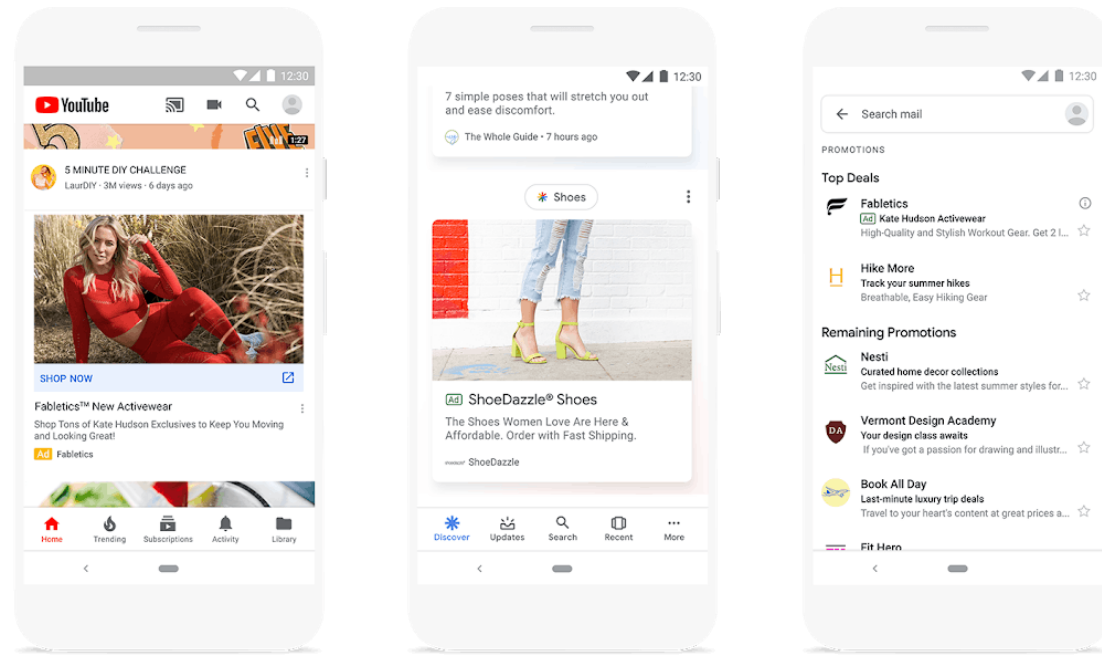 12:30
YouTube
5
FIVE
1:27
5 MINUTE DIY CHALLENGE
LaurDIY · 3M views · 6 days ago
SHOP NOW
Fabletics™ New Activewear
Shop Tons of Kate Hudson Exclusives to Keep You Moving
and Looking Great!
Ad Fabletics
Home Trending Subscriptions Activity Library
12:30
7 simple poses that will stretch you out
and ease discomfort.
The Whole Guide • 7 hours ago
Shoes
Ad ShoeDazzle® Shoes
The Shoes Women Love Are Here &
Affordable. Order with Fast Shipping.
ShoeDazzle
Discover Updates Search Recent More
12:30
Search mail
PROMOTIONS
Top Deals
Fabletics
Ad Kate Hudson Activewear
High-Quality and Stylish Workout Gear. Get 2 l...
H
Hike More
Track your summer hikes
Breathable, Easy Hiking Gear
Remaining Promotions
Nesti
Nesti
Curated home decor collections
Get inspired with the latest summer styles for...
DA
Vermont Design Academy
Your design class awaits
If you've got a passion for drawing and illustr...
Book All Day
Last-minute luxury trip deals
Travel to your heart's content at great prices a...
Fit Hero